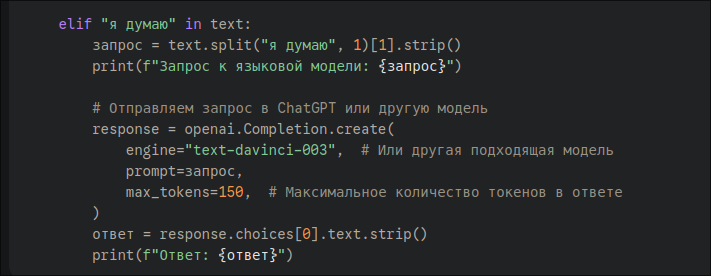 elif "я думаю" in text:
запрос = text.split("я думаю", 1)[1].strip()
print(f"Запрос к языковой модели: {запрос}")
# Отправляем запрос в ChatGPT или другую модель
response = openai.Completion.create(
engine="text-davinci-003",  # Или другая подходящая модель
prompt=запрос,
max_tokens=150,  # Максимальное количество токенов в ответе
)
ответ = response.choices[0].text.strip()
print(f"Ответ: {ответ}")